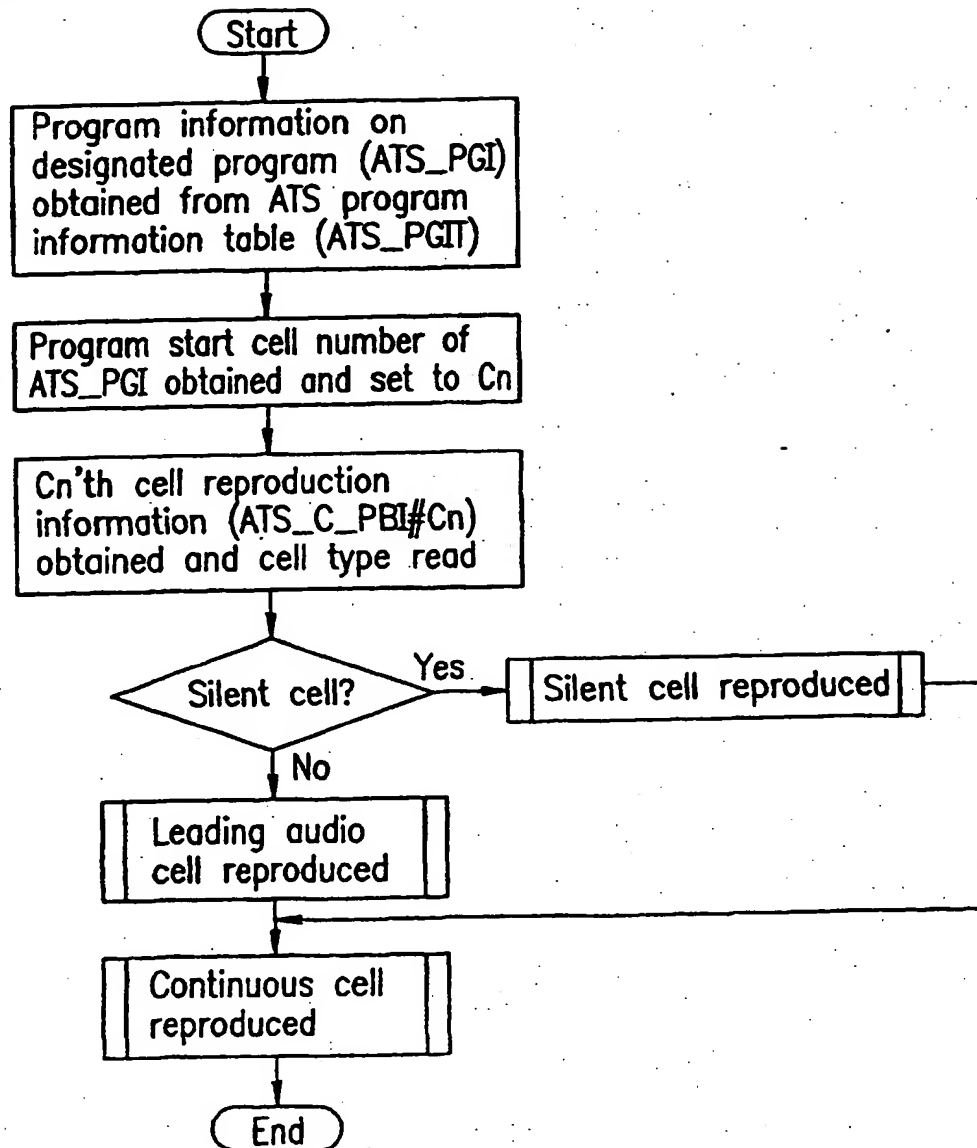 Start
Program information on
designated program (ATS_PGI)
obtained from ATS program
information table (ATS_PGIT)
Program start cell number of
ATS_PGI obtained and set to Cn
Cn'th cell reproduction
information (ATS_C_PBI#Cn)
obtained and cell type read
Silent cell?
Yes
Silent cell reproduced
No
Leading audio
cell reproduced
Continuous cell
reproduced
End